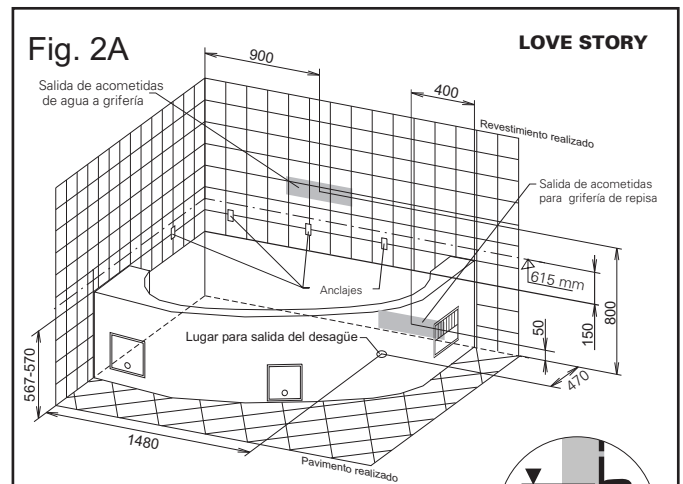 Fig. 2A
LOVE STORY
900
Salida de acometidas
de agua a grifería
400
Revestimiento realizado
Salida de acometidas
para grifería de repisa
615 mm
Anclajes
800
150
50
Lugar para salida del desagüe
567-570
470
1480
Pavimento realizado